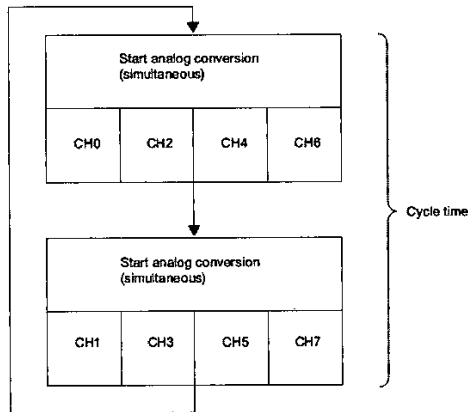 Start analog conversion
(simultaneous)
CH0 CH2 CH4 CH6
Cycle time
Start analog conversion
(simultaneous)
CH1 CH3 CH5 CH7